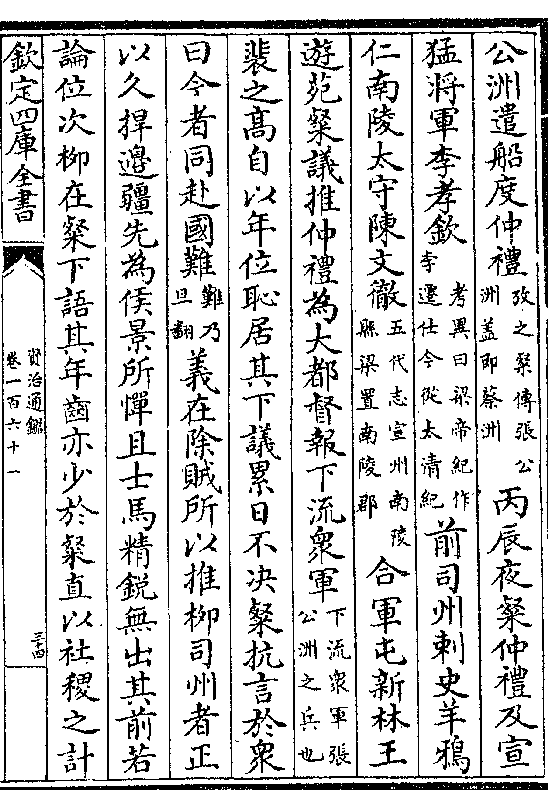 公洲遣船度仲禮攷之粲傳張公洲蓋即蔡洲丙辰夜粲仲禮及宣
猛將軍李孝欽考異曰梁帝紀作李遷仕今從太清紀前司州刺史羊鴉
仁南陵太守陳文徹五代志宣州南陵縣梁置南陵郡合軍屯新林王
遊苑粲議推仲禮為大都督報下流衆軍下流衆軍張公洲之兵也
裴之高自以年位恥居其下議累日不决粲抗言於衆
曰今者同赴國難難乃旦翻義在除賊所以推柳司州者正
以久捍邊疆先為侯景所憚且士馬精鋭無出其前若
論位次柳在粲下語其年齒亦少於粲直以社稷之計
欽定四庫全書
資治通鑑
卷一百六十一
三十四